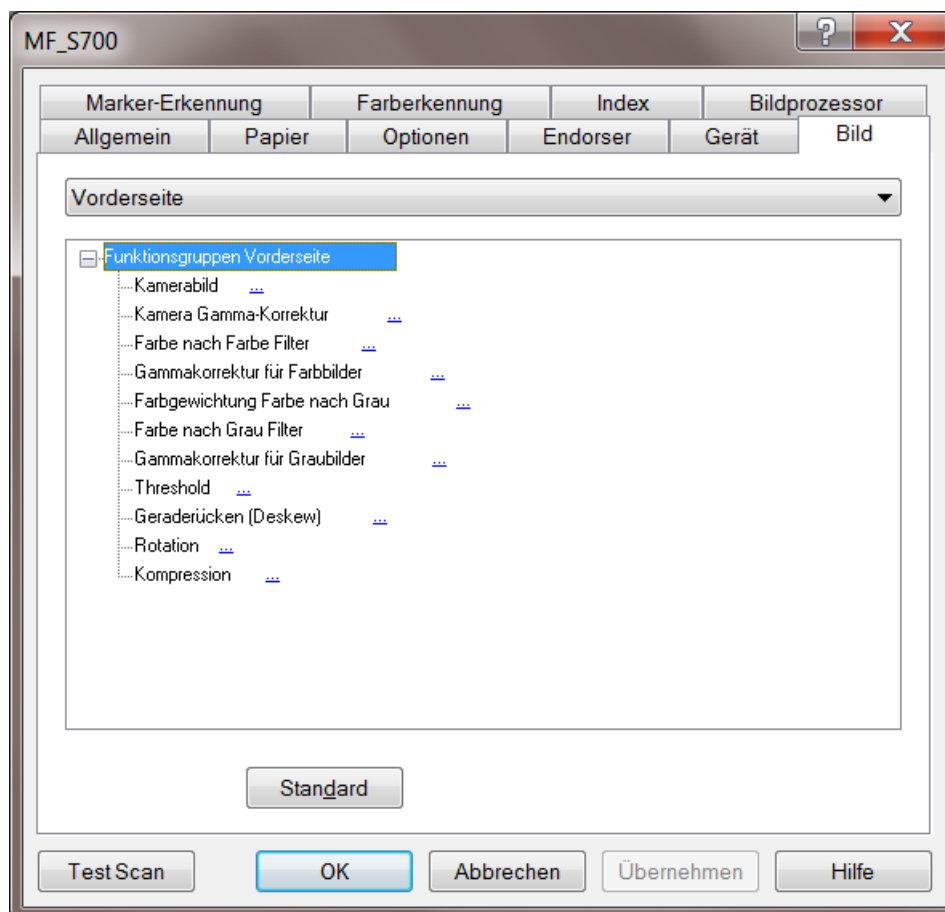 MF_S700
Marker-Erkennung Farberkennung Index Bildprozessor
Allgemein Papier Optionen Endorser Gerät Bild
Vorderseite
Funktionsgruppen Vorderseite
Kamerabild ...
Kamera Gamma-Korrektur ...
Farbe nach Farbe Filter ...
Gammakorrektur für Farbbilder ...
Farbgewichtung Farbe nach Grau ...
Farbe nach Grau Filter ...
Gammakorrektur für Graubilder ...
Threshold ...
Geraderücken (Deskew) ...
Rotation ...
Kompression ...
Standard
Test Scan OK Abbrechen Übernehmen Hilfe